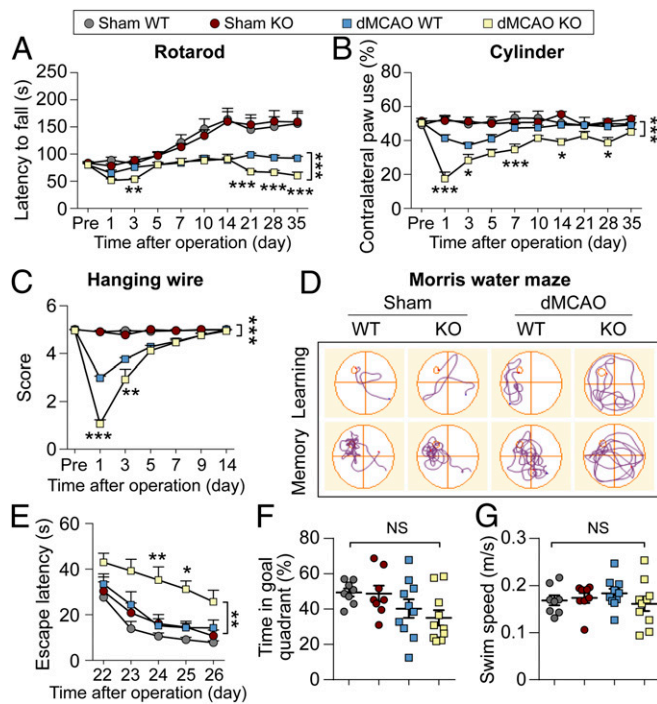 Sham WT Sham KO dMCAO WT dMCAO KO
A
Rotarod
Latency to fall (s)
250
200
150
100
50
0
**
***
***
***
***
Pre 1 3 5 7 10 14 21 28 35
Time after operation (day)
B
Cylinder
Contralateral paw use (%)
80
60
40
20
0
***
*
***
*
*
***
Pre 1 3 5 7 10 14 21 28 35
Time after operation (day)
C
Hanging wire
Score
6
4
2
0
***
**
***
Pre 1 3 5 7 9 14
Time after operation (day)
D
Morris water maze
Sham dMCAO
WT KO WT KO
Learning
Memory
E
Escape latency (s)
60
40
20
0
**
*
**
22 23 24 25 26
Time after operation (day)
F
Time in goal
quadrant (%)
80
60
40
20
0
NS
G
Swim speed (m/s)
0.3
0.2
0.1
0
NS